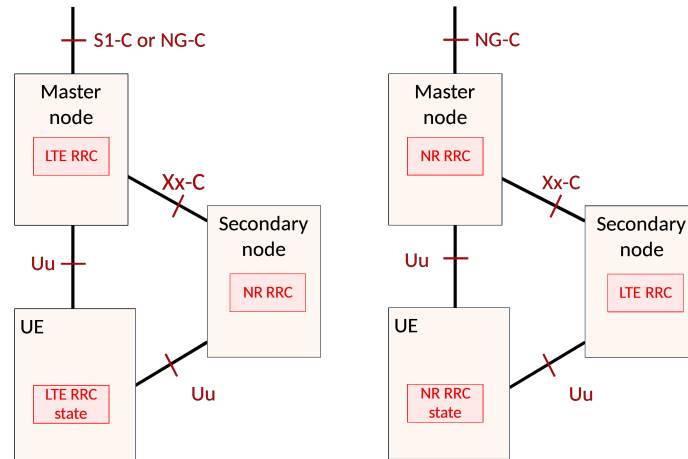 S1-C or NG-C
Master
node
LTE RRC
Xx-C
Secondary
node
NR RRC
Uu
UE
LTE RRC
state
Uu
NG-C
Master
node
NR RRC
Xx-C
Secondary
node
LTE RRC
Uu
UE
NR RRC
state
Uu